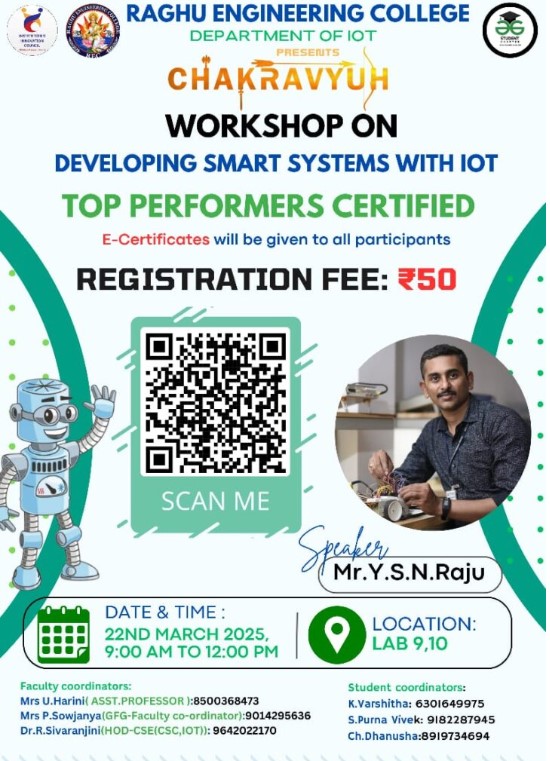 RAGHU ENGINEERING COLLEGE
DEPARTMENT OF IOT
PRESENTS
CHAKRAVYUH
WORKSHOP ON
DEVELOPING SMART SYSTEMS WITH IOT
TOP PERFORMERS CERTIFIED
E-Certificates will be given to all participants
REGISTRATION FEE: ₹50
SCAN ME
Speaker
Mr.Y.S.N.Raju
DATE & TIME :
22ND MARCH 2025,
9:00 AM TO 12:00 PM
LOCATION:
LAB 9,10
Faculty coordinators:
Mrs U.Harini( ASST.PROFESSOR ):8500368473
Mrs P.Sowjanya(GFG-Faculty co-ordinator):9014295636
Dr.R.Sivaranjini(HOD-CSE(CSC,IOT)): 9642022170
Student coordinators:
K.Varshitha: 6301649975
S.Purna Vivek: 9182287945
Ch.Dhanusha:8919734694